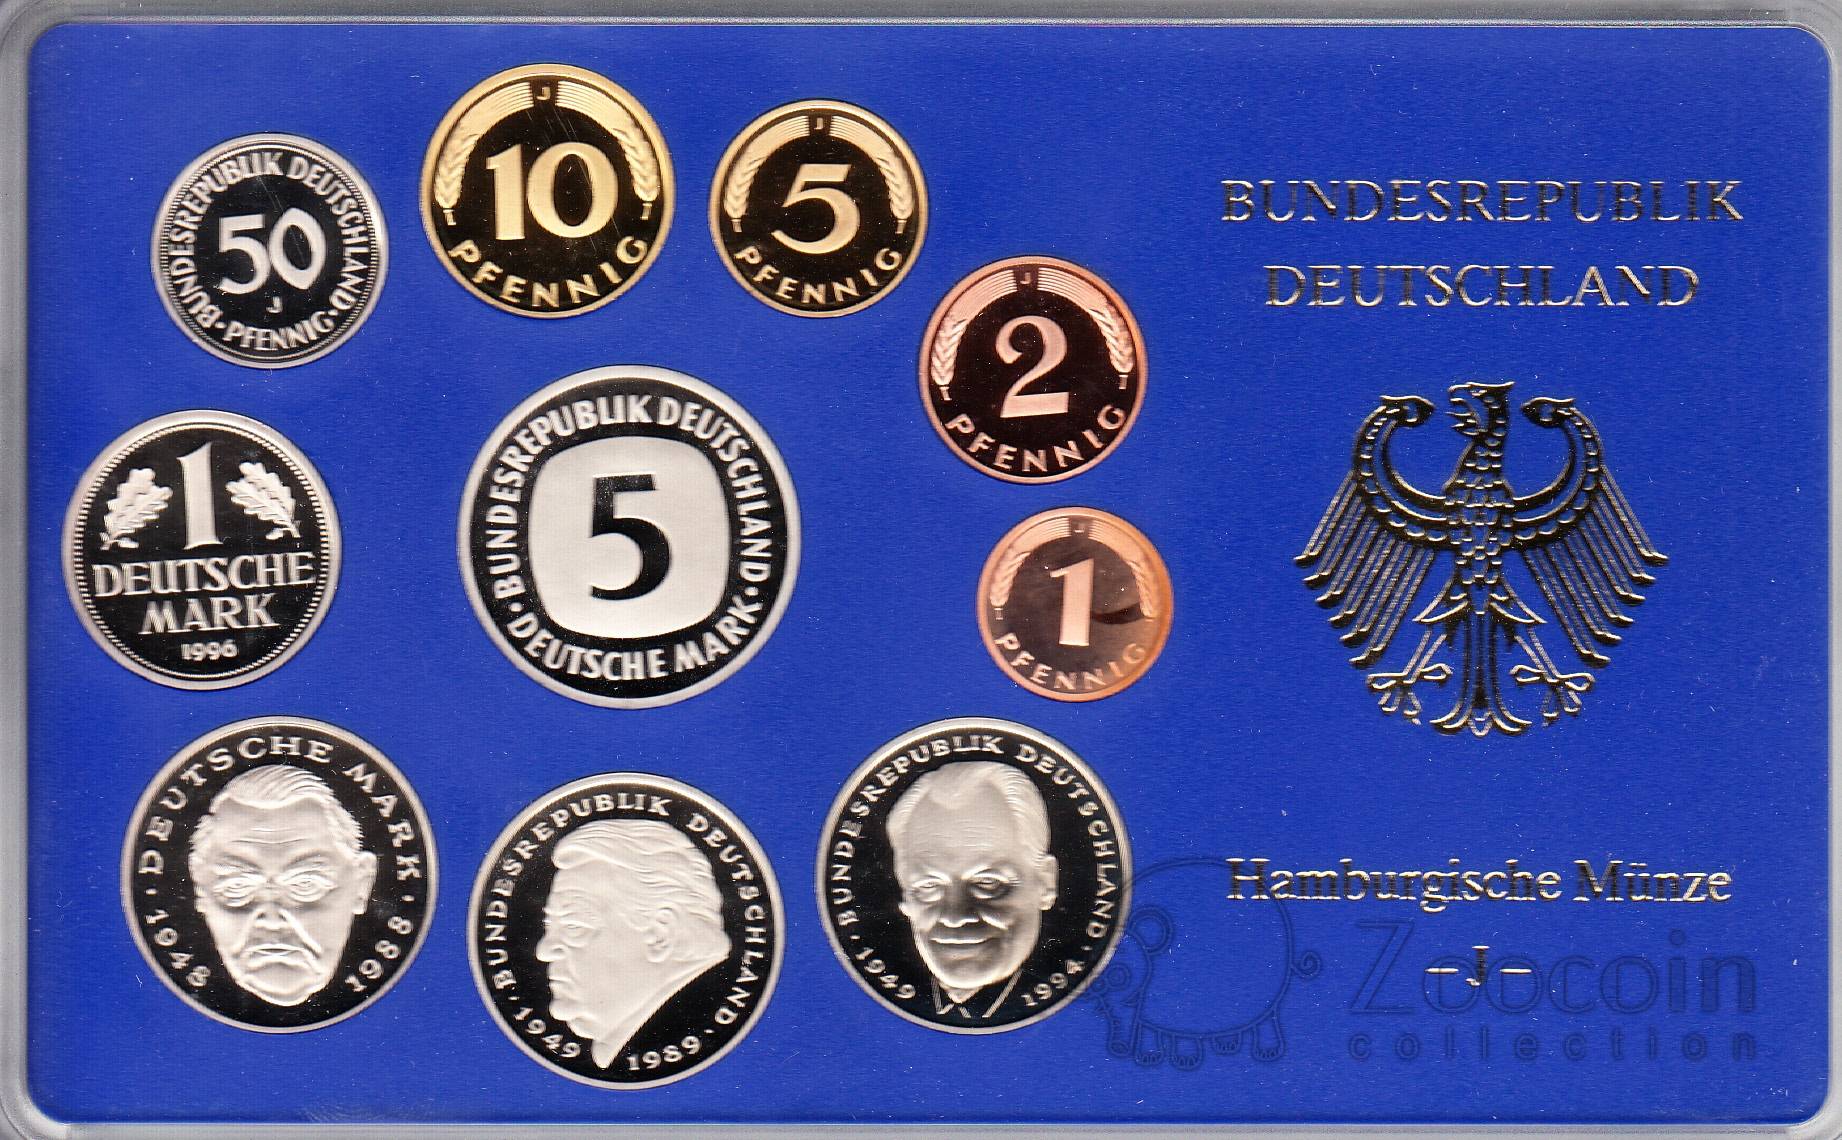 BUNDESREPUBLIK DEUTSCHLAND
50
J
· PFENNIG ·
J
10
PFENNIG
J
5
PFENNIG
J
2
PFENNIG
J
1
PFENNIG
1
DEUTSCHE
MARK
1996
· BUNDESREPUBLIK DEUTSCHLAND ·
5
DEUTSCHE MARK
· DEUTSCHE MARK ·
1948 1988
· BUNDESREPUBLIK DEUTSCHLAND ·
1949 1989
· BUNDESREPUBLIK DEUTSCHLAND ·
1949 1994
BUNDESREPUBLIK
DEUTSCHLAND
Hamburgische Münze
– J –
Zoocoin
collection